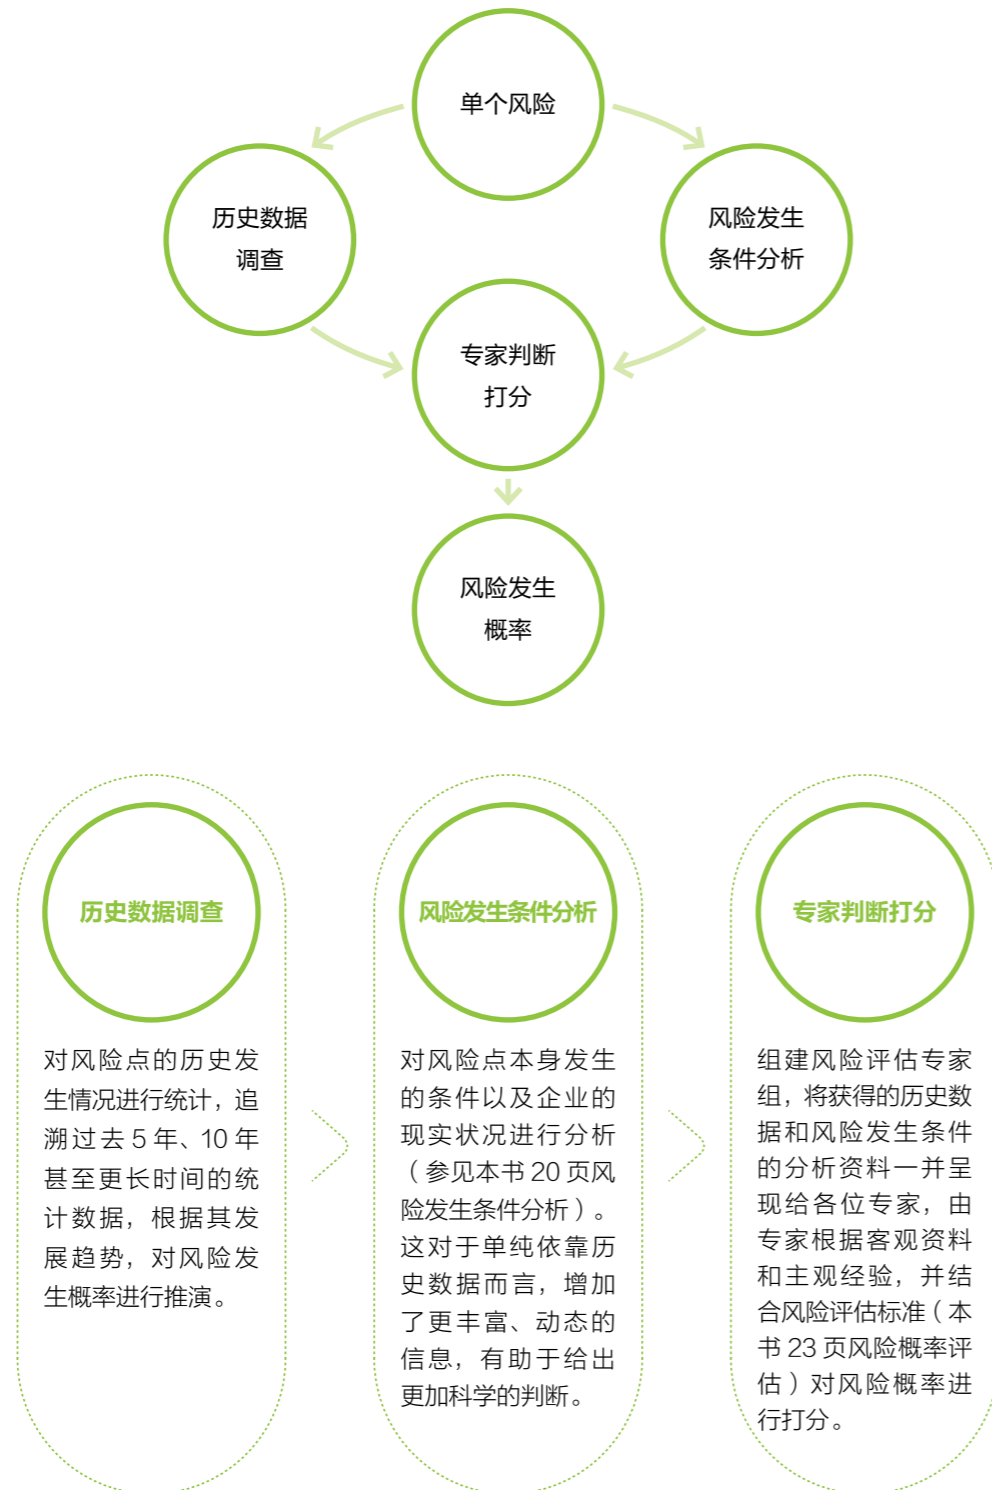 单个风险
历史数据
调查
风险发生
条件分析
专家判断
打分
风险发生
概率
历史数据调查
对风险点的历史发
生情况进行统计，追
溯过去 5 年、10 年
甚至更长时间的统
计数据，根据其发
展趋势，对风险发
生概率进行推演。
风险发生条件分析
对风险点本身发生
的条件以及企业的
现实状况进行分析
（参见本书 20 页风
险发生条件分析）。
这对于单纯依靠历
史数据而言，增加
了更丰富、动态的
信息，有助于给出
更加科学的判断。
专家判断打分
组建风险评估专家
组，将获得的历史数
据和风险发生条件
的分析资料一并呈
现给各位专家，由
专家根据客观资料
和主观经验，并结
合风险评估标准（本
书 23 页风险概率评
估）对风险概率进
行打分。